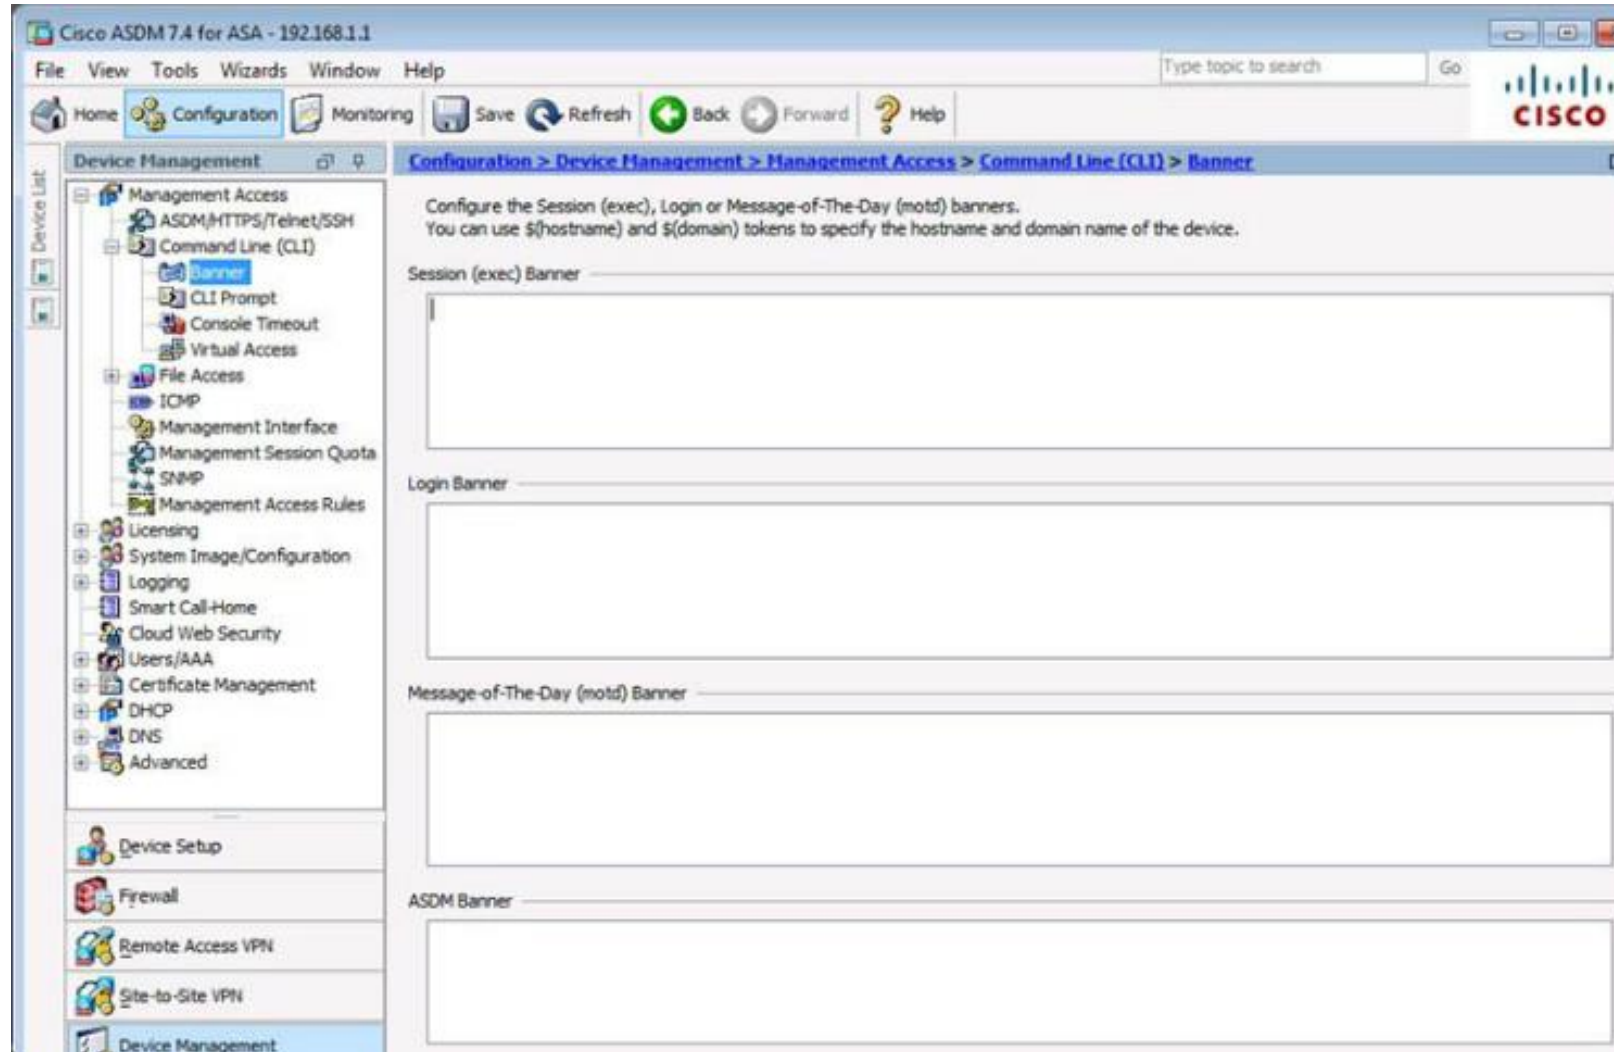 Cisco ASDM 7.4 for ASA - 192.168.1.1
File View Tools Wizards Window Help
Type topic to search
Go
Home Configuration Monitoring Save Refresh Back Forward Help
CISCO
Device List
Device Management
Management Access
ASDM/HTTPS/Telnet/SSH
Command Line (CLI)
Banner
CLI Prompt
Console Timeout
Virtual Access
File Access
ICMP
Management Interface
Management Session Quota
SNMP
Management Access Rules
Licensing
System Image/Configuration
Logging
Smart Call-Home
Cloud Web Security
Users/AAA
Certificate Management
DHCP
DNS
Advanced
Device Setup
Firewall
Remote Access VPN
Site-to-Site VPN
Device Management
Configuration > Device Management > Management Access > Command Line (CLI) > Banner
Configure the Session (exec), Login or Message-of-The-Day (motd) banners.
You can use $(hostname) and $(domain) tokens to specify the hostname and domain name of the device.
Session (exec) Banner
Login Banner
Message-of-The-Day (motd) Banner
ASDM Banner